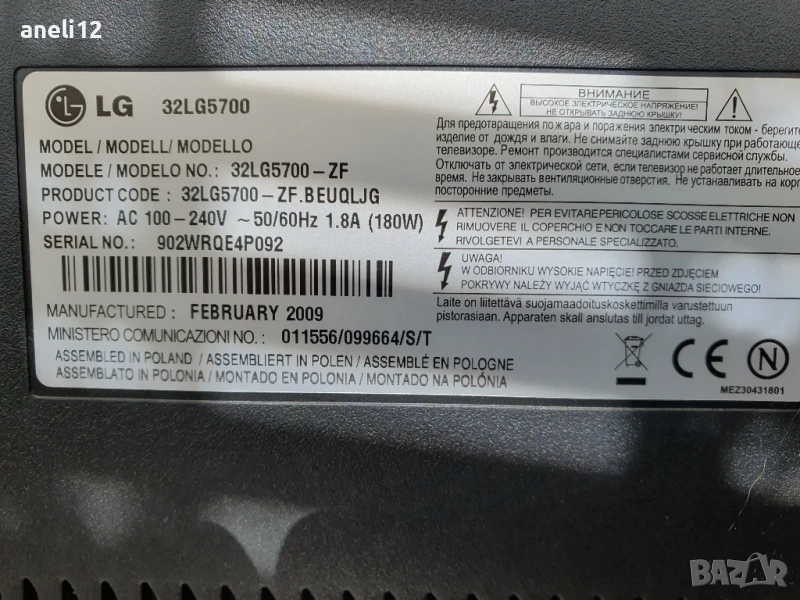 aneli12
LG 32LG5700
MODEL / MODELL/ MODELLO
MODELE / MODELO NO.: 32LG5700-ZF
PRODUCT CODE : 32LG5700-ZF.BEUQLJG
POWER: AC 100-240V ~50/60Hz 1.8A (180W)
SERIAL NO.: 902WRQE4P092
MANUFACTURED : FEBRUARY 2009
MINISTERO COMUNICAZIONI NO. : 011556/099664/S/T
ASSEMBLED IN POLAND / ASSEMBLIERT IN POLEN / ASSEMBLÉ EN POLOGNE
ASSEMBLATO IN POLONIA / MONTADO EN POLONIA / MONTADO NA POLÓNIA
ВНИМАНИЕ
ВЫСОКОЕ ЭЛЕКТРИЧЕСКОЕ НАПРЯЖЕНИЕ!
НЕ ОТКРЫВАТЬ ЗАДНЮЮ КРЫШКУ!
Для предотвращения пожара и поражения электрическим током - берегите
изделие от дождя и влаги. Не снимайте заднюю крышку при работающе
телевизоре. Ремонт производится специалистами сервисной службы.
Отключать от электрической сети, если телевизор не работает длительное
время. Не закрывать вентиляционные отверстия. Не устанавливать на корп
посторонние предметы.
ATTENZIONE! PER EVITARE PERICOLOSE SCOSSE ELETTRICHE NON
RIMUOVERE IL COPERCHIO E NON TOCCARE LE PARTI INTERNE.
RIVOLGETEVI A PERSONALE SPECIALIZZATO.
UWAGA!
W ODBIORNIKU WYSOKIE NAPIĘCIE! PRZED ZDJĘCIEM
POKRYWY NALEŻY WYJĄĆ WTYCZKĘ Z GNIAZDA SIECIOWEGO!
Laite on liitettävä suojamaadoituskoskettimilla varustettuun
pistorasiaan. Apparaten skall anslutas till jordat uttag.
CE N
MEZ30431801
BAZAR